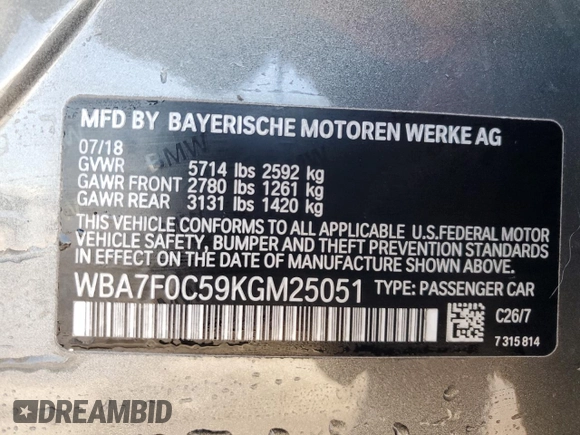 MFD BY BAYERISCHE MOTOREN WERKE AG
07/18
GVWR 5714 lbs 2592 kg
GAWR FRONT 2780 lbs 1261 kg
GAWR REAR 3131 lbs 1420 kg
THIS VEHICLE CONFORMS TO ALL APPLICABLE U.S.FEDERAL MOTOR
VEHICLE SAFETY, BUMPER AND THEFT PREVENTION STANDARDS
IN EFFECT ON THE DATE OF MANUFACTURE SHOWN ABOVE.
WBA7F0C59KGM25051 TYPE: PASSENGER CAR
C26/7
7 315 814
DREAMBID